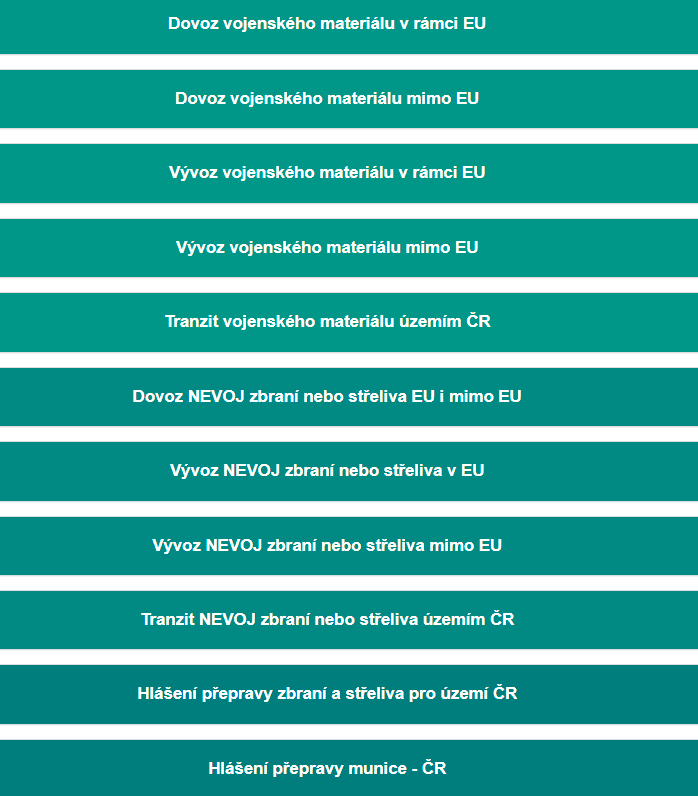 Dovoz vojenského materiálu v rámci EU
Dovoz vojenského materiálu mimo EU
Vývoz vojenského materiálu v rámci EU
Vývoz vojenského materiálu mimo EU
Tranzit vojenského materiálu územím ČR
Dovoz NEVOJ zbraní nebo střeliva EU i mimo EU
Vývoz NEVOJ zbraní nebo střeliva v EU
Vývoz NEVOJ zbraní nebo střeliva mimo EU
Tranzit NEVOJ zbraní nebo střeliva územím ČR
Hlášení přepravy zbraní a střeliva pro území ČR
Hlášení přepravy munice - ČR